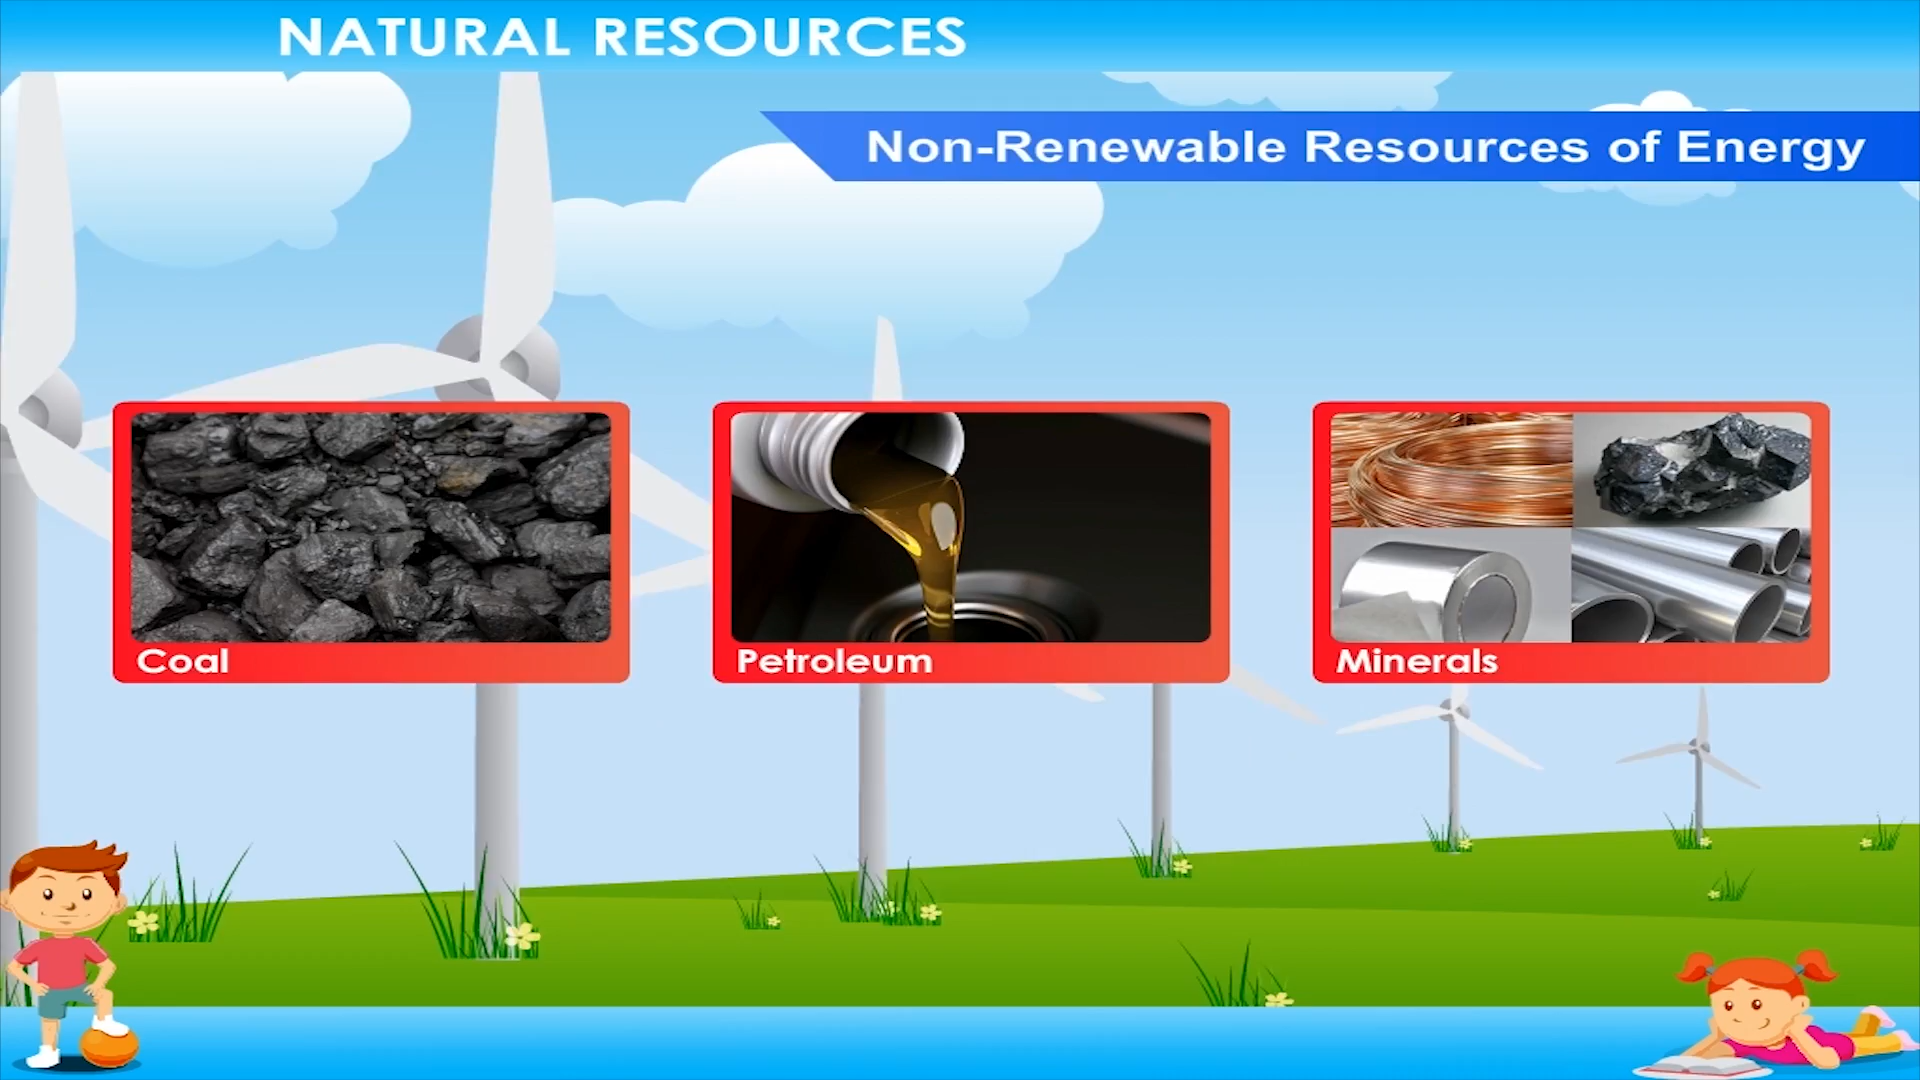 NATURAL RESOURCES
Non-Renewable Resources of Energy
Coal
Petroleum
Minerals